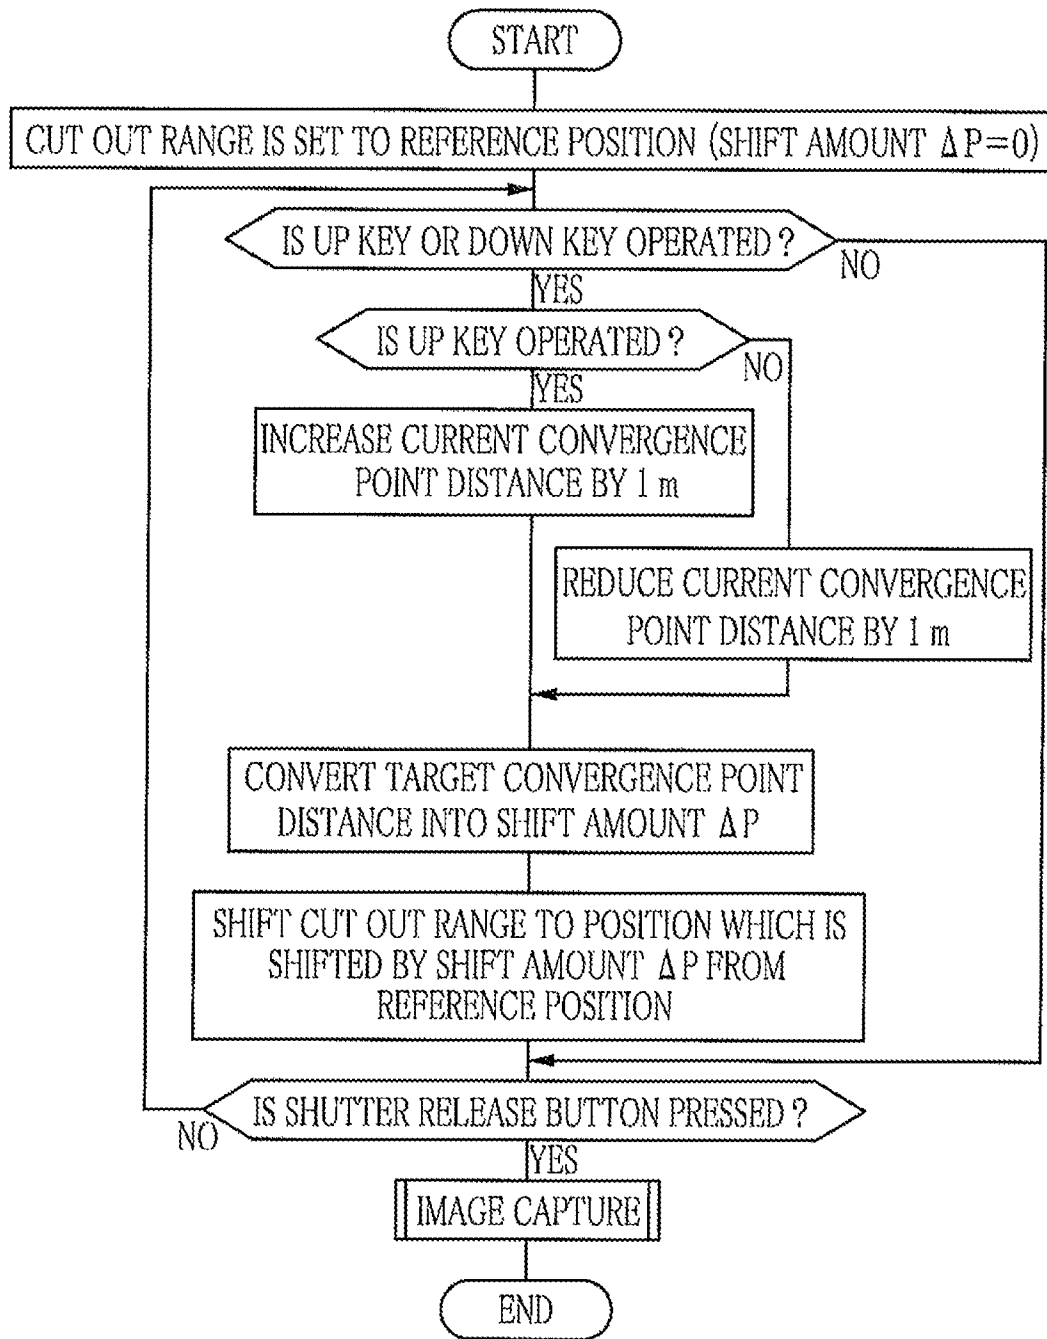 START
CUT OUT RANGE IS SET TO REFERENCE POSITION (SHIFT AMOUNT ΔP=0)
IS UP KEY OR DOWN KEY OPERATED?
NO
YES
IS UP KEY OPERATED?
NO
YES
INCREASE CURRENT CONVERGENCE
POINT DISTANCE BY 1 m
REDUCE CURRENT CONVERGENCE
POINT DISTANCE BY 1 m
CONVERT TARGET CONVERGENCE POINT
DISTANCE INTO SHIFT AMOUNT ΔP
SHIFT CUT OUT RANGE TO POSITION WHICH IS
SHIFTED BY SHIFT AMOUNT ΔP FROM
REFERENCE POSITION
IS SHUTTER RELEASE BUTTON PRESSED?
NO
YES
IMAGE CAPTURE
END